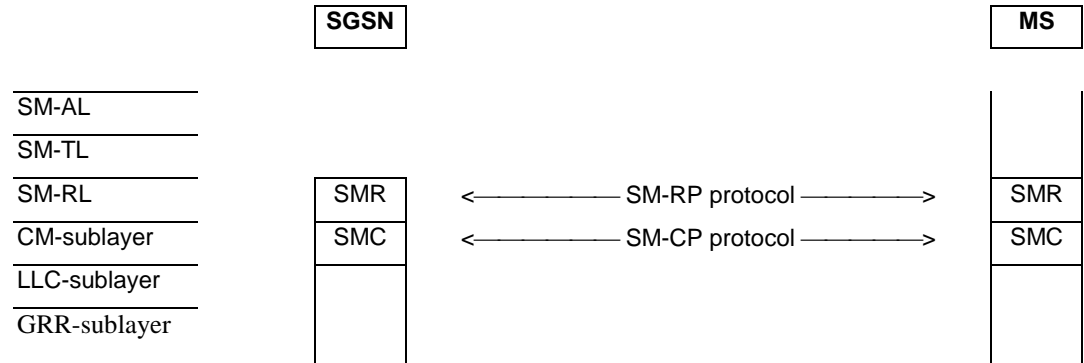 SGSN MS
SM-AL
SM-TL
SM-RL SMR <———— SM-RP protocol ————> SMR
CM-sublayer SMC <———— SM-CP protocol ————> SMC
LLC-sublayer
GRR-sublayer